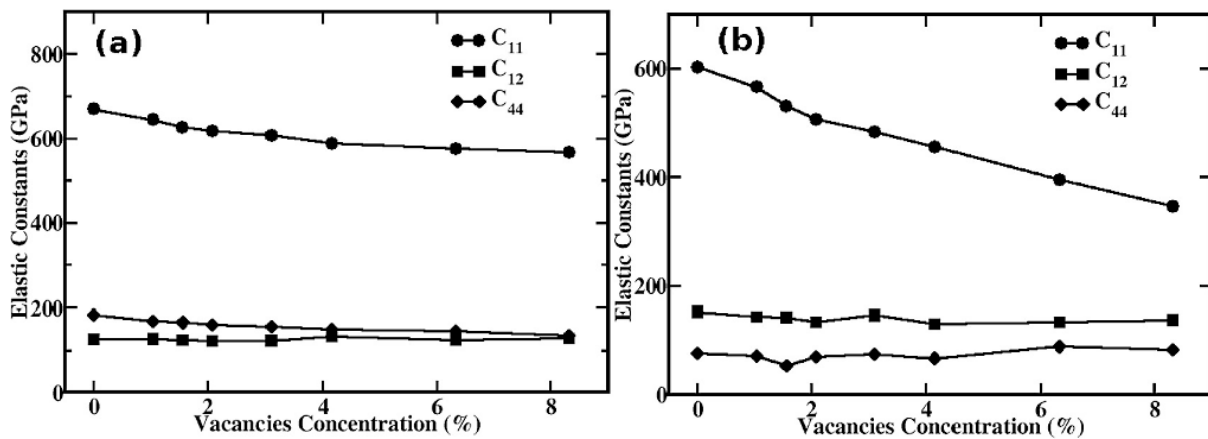 (a)
C11
C12
C44
800
600
400
200
0
Elastic Constants (GPa)
0 2 4 6 8
Vacancies Concentration (%)
(b)
C11
C12
C44
600
400
200
0
Elastic Constants (GPa)
0 2 4 6 8
Vacancies Concentration (%)